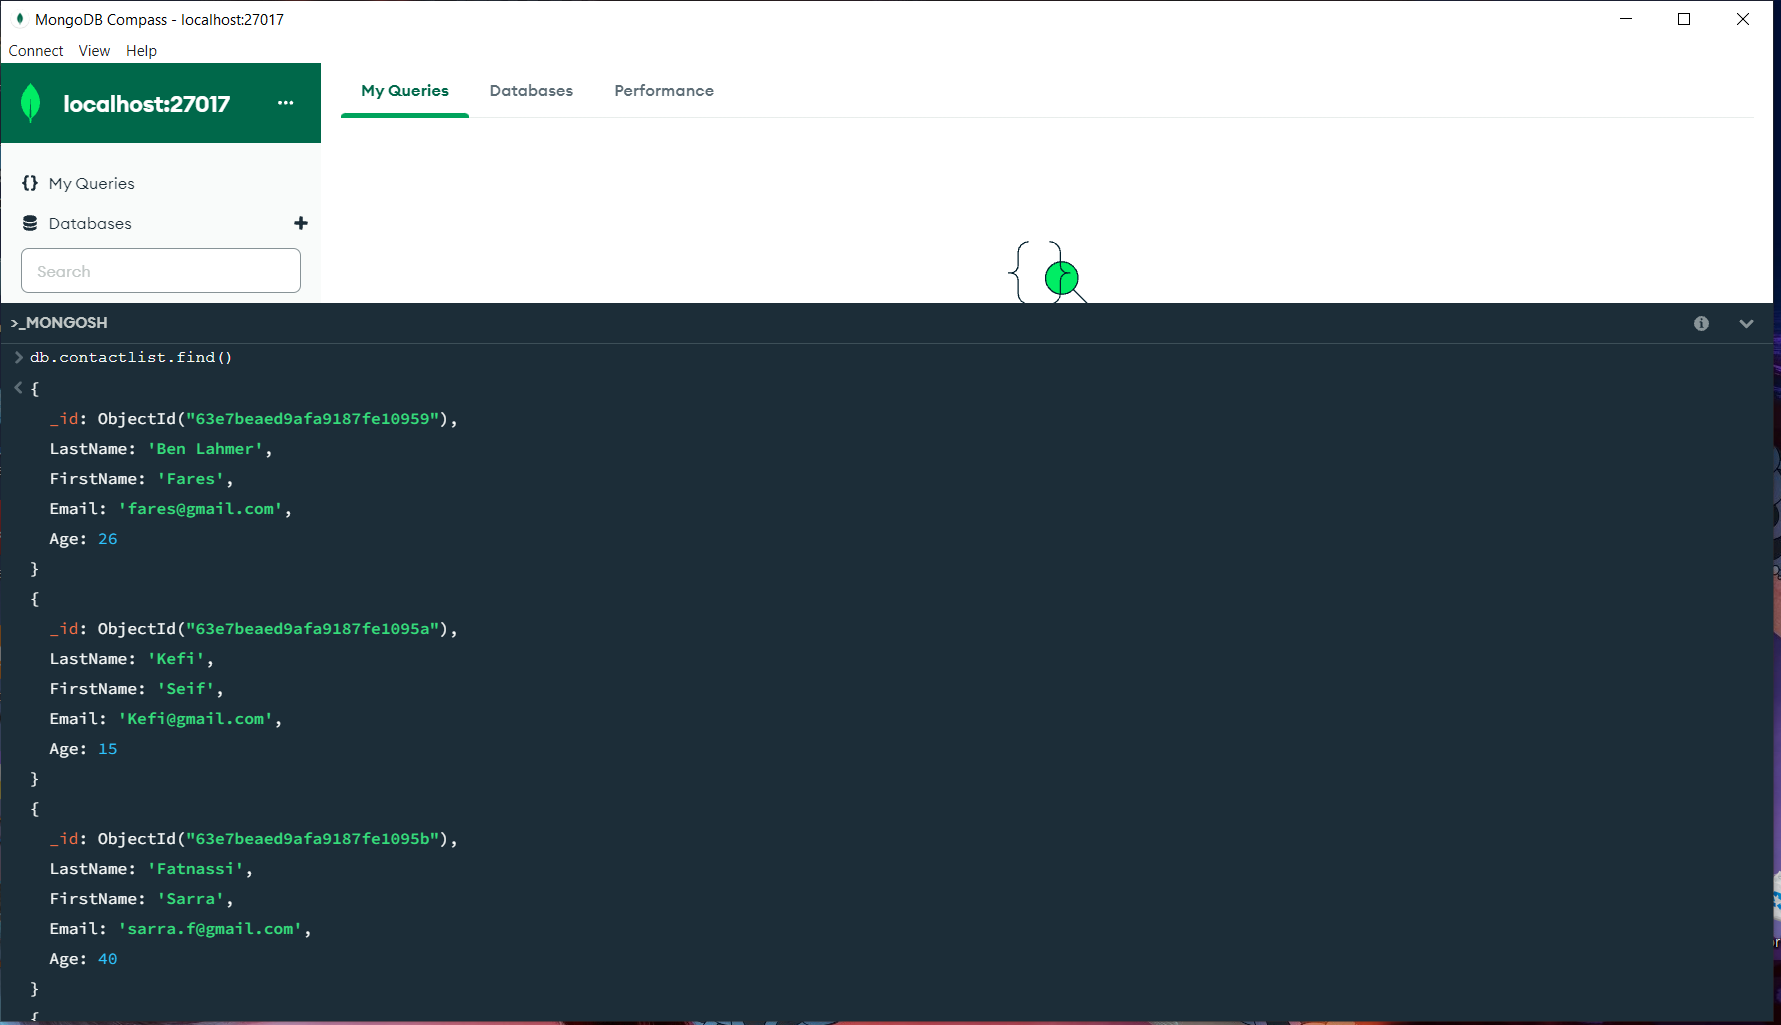 MongoDB Compass - localhost:27017
Connect View Help
localhost:27017 ...
My Queries Databases Performance
{} My Queries
Databases +
Search
>_MONGOSH
> db.contactlist.find()
< {
_id: ObjectId("63e7beaed9afa9187fe10959"),
LastName: 'Ben Lahmer',
FirstName: 'Fares',
Email: 'fares@gmail.com',
Age: 26
}
{
_id: ObjectId("63e7beaed9afa9187fe1095a"),
LastName: 'Kefi',
FirstName: 'Seif',
Email: 'Kefi@gmail.com',
Age: 15
}
{
_id: ObjectId("63e7beaed9afa9187fe1095b"),
LastName: 'Fatnassi',
FirstName: 'Sarra',
Email: 'sarra.f@gmail.com',
Age: 40
}
{